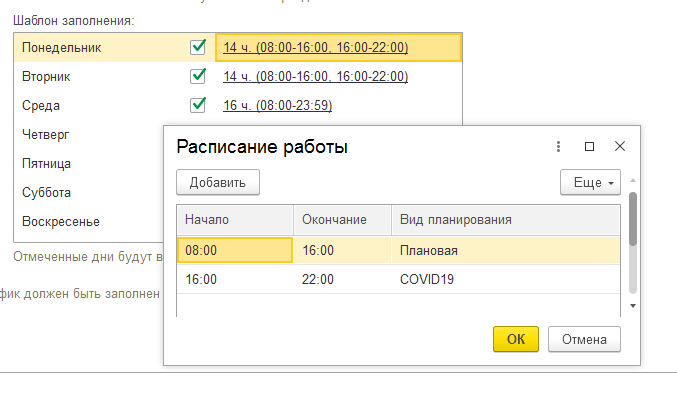 Шаблон заполнения:
Понедельник 14 ч. (08:00-16:00, 16:00-22:00)
Вторник 14 ч. (08:00-16:00, 16:00-22:00)
Среда 16 ч. (08:00-23:59)
Четверг
Пятница
Суббота
Воскресенье
Отмеченные дни будут в
фик должен быть заполнен
Расписание работы
Добавить Еще
Начало Окончание Вид планирования
08:00 16:00 Плановая
16:00 22:00 COVID19
ОК Отмена